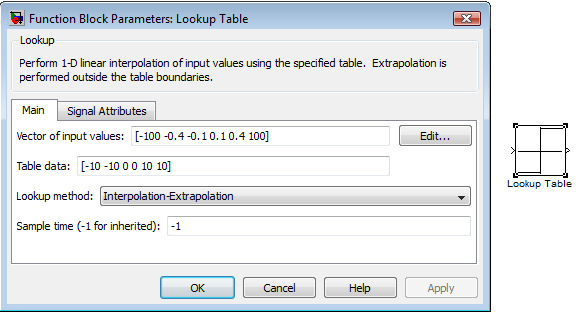 Function Block Parameters: Lookup Table
Lookup
Perform 1-D linear interpolation of input values using the specified table. Extrapolation is
performed outside the table boundaries.
Main Signal Attributes
Vector of input values: [-100 -0.4 -0.1 0.1 0.4 100] Edit...
Table data: [-10 -10 0 0 10 10]
Lookup Table
Lookup method: Interpolation-Extrapolation
Sample time (-1 for inherited): -1
OK Cancel Help Apply